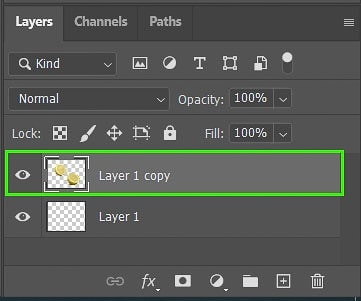 Layers Channels Paths
Kind
Normal Opacity: 100%
Lock: Fill: 100%
Layer 1 copy
Layer 1
fx